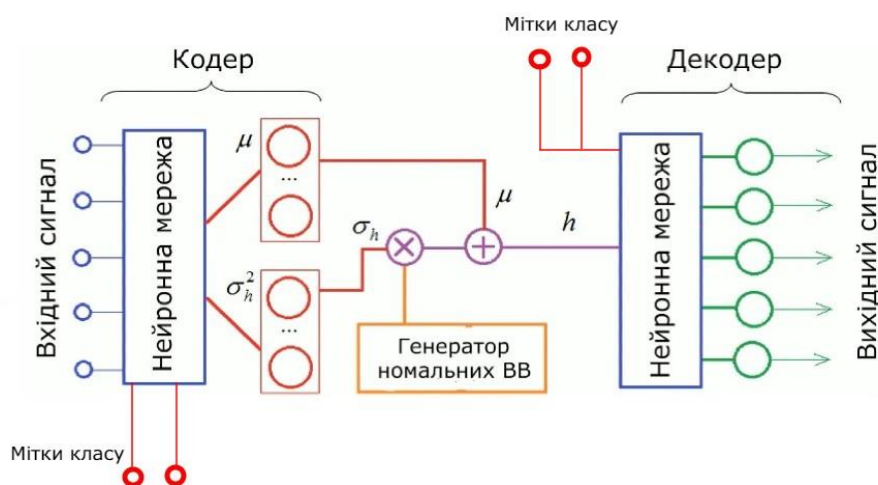 Мітки класу
Кодер
Декодер
Вхідний сигнал
Нейронна мережа
μ
...
μ
σ_h
h
σ_h^2
...
Генератор
номальних ВВ
Нейронна мережа
Вихідний сигнал
Мітки класу